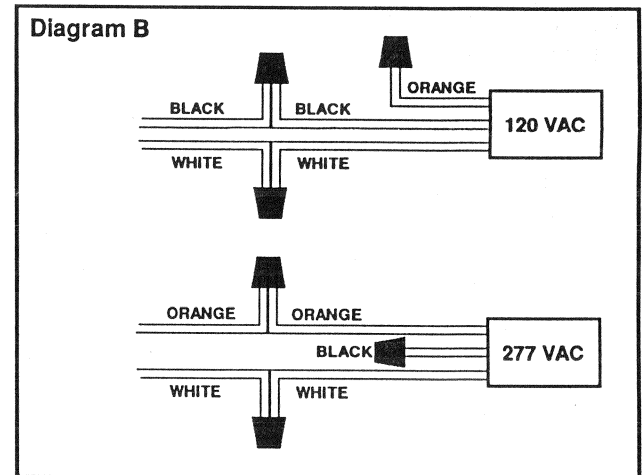 Diagram B
ORANGE
BLACK BLACK
120 VAC
WHITE WHITE
ORANGE ORANGE
BLACK
277 VAC
WHITE WHITE